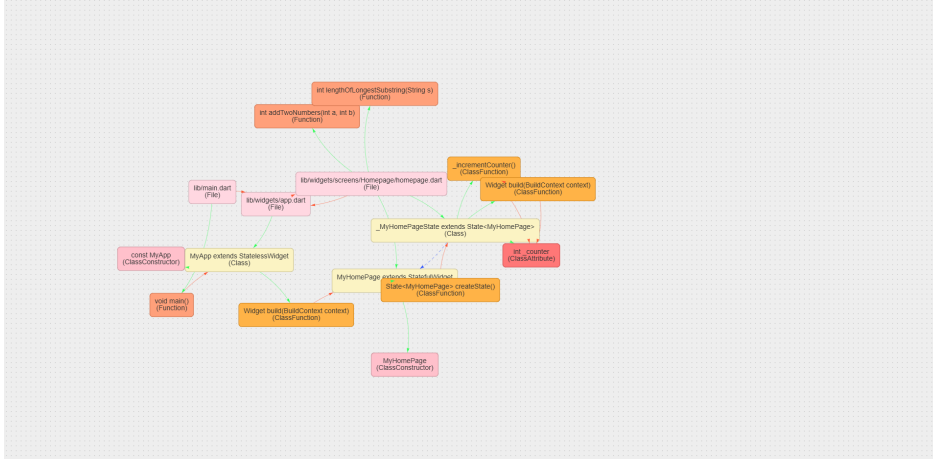 int lengthOfLongestSubstring(String s)
(Function)
int addTwoNumbers(int a, int b)
(Function)
_incrementCounter()
(ClassFunction)
lib/widgets/screens/Homepage/homepage.dart
(File)
Widget build(BuildContext context)
(ClassFunction)
lib/main.dart
(File)
lib/widgets/app.dart
(File)
_MyHomePageState extends State<MyHomePage>
(Class)
int _counter
(ClassAttribute)
const MyApp
(ClassConstructor)
MyApp extends StatelessWidget
(Class)
MyHomePage extends StatefulWidget
State<MyHomePage> createState()
(ClassFunction)
void main()
(Function)
Widget build(BuildContext context)
(ClassFunction)
MyHomePage
(ClassConstructor)